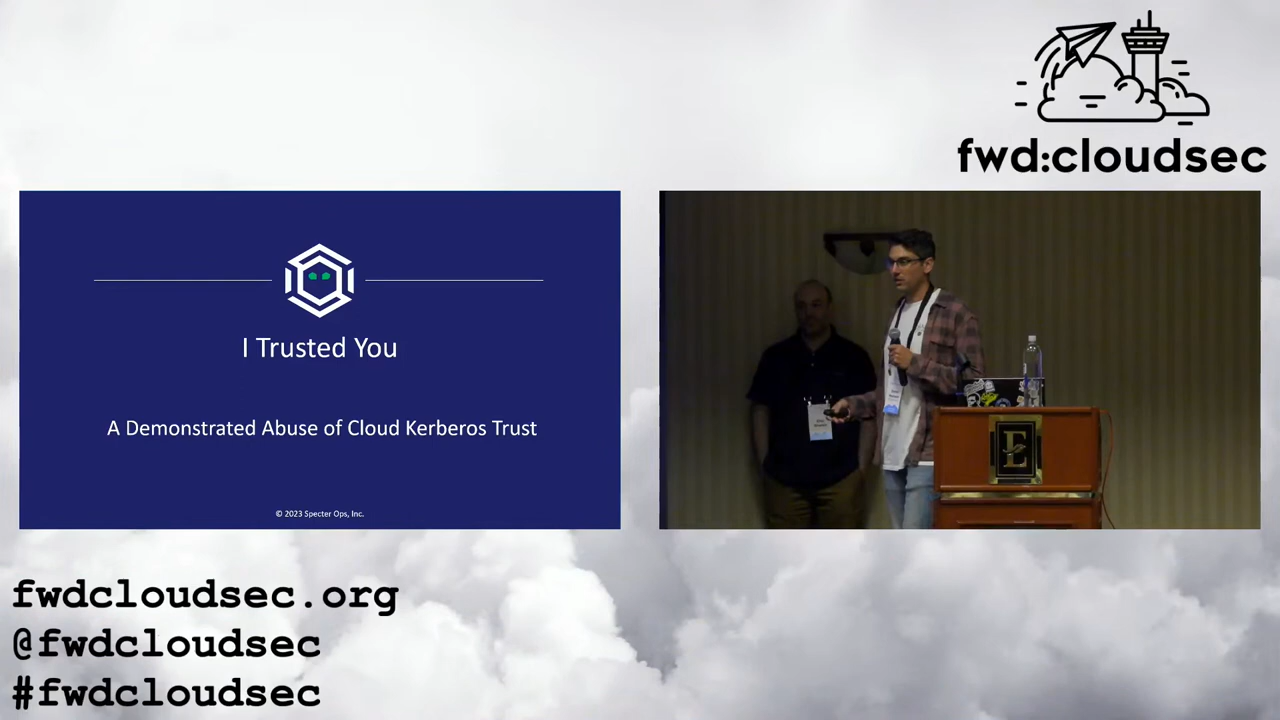 fwd:cloudsec
I Trusted You
A Demonstrated Abuse of Cloud Kerberos Trust
© 2023 Specter Ops, Inc.
E
fwdcloudsec.org
@fwdcloudsec
#fwdcloudsec